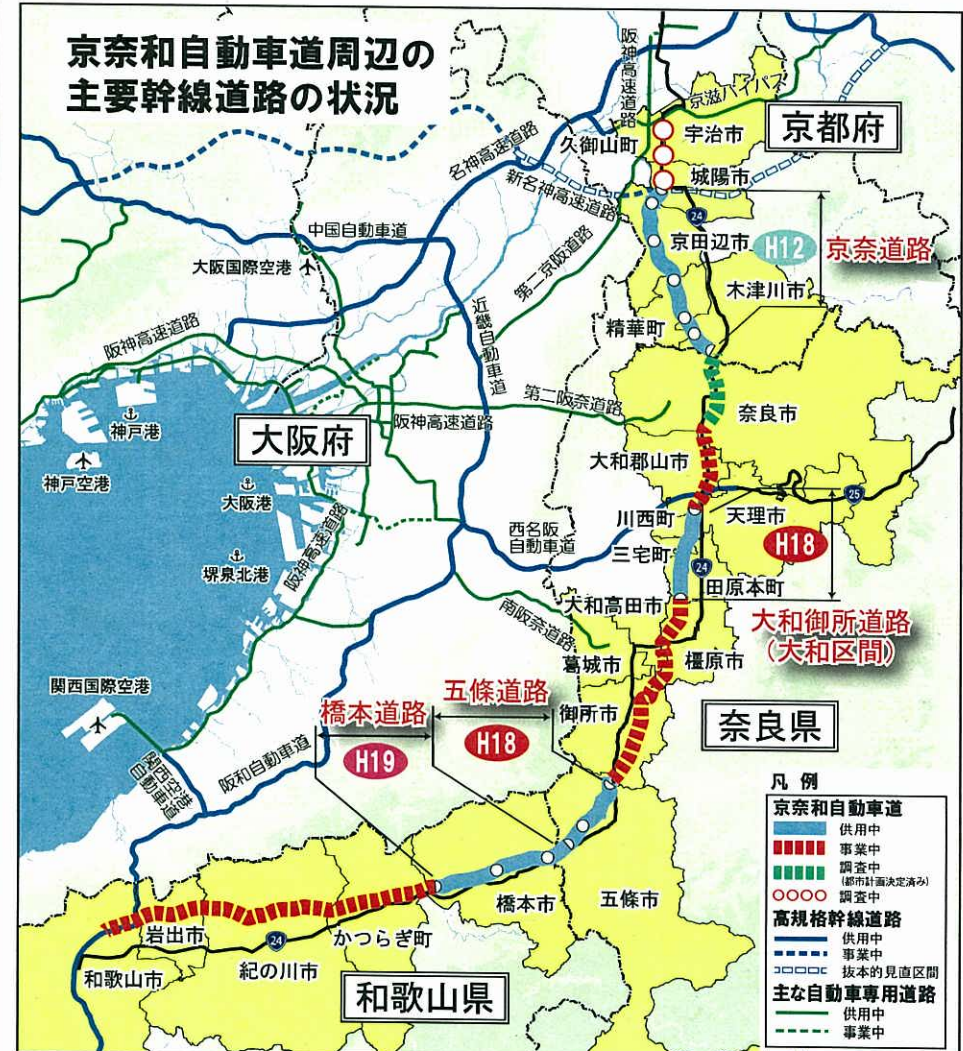 京奈和自動車道周辺の
主要幹線道路の状況
阪神高速道路
京滋バイパス
京都府
久御山町
宇治市
城陽市
名神高速道路
新名神高速道路
24
中国自動車道
京田辺市
H12
京奈道路
大阪国際空港
第二京阪道路
木津川市
近畿自動車道
精華町
阪神高速道路
第二阪奈道路
阪神高速道路
奈良市
神戸港
大阪府
大和郡山市
神戸空港
大阪港
25
天理市
川西町
西名阪
自動車道
H18
阪神高速道路
三宅町
堺泉北港
24
田原本町
大和高田市
南阪奈道路
大和御所道路
(大和区間)
葛城市
橿原市
関西国際空港
五條道路
橋本道路
御所市
奈良県
H18
H19
阪和自動車道
関西空港
自動車道
凡例
京奈和自動車道
供用中
事業中
調査中
(都市計画決定済み)
調査中
高規格幹線道路
供用中
事業中
抜本的見直区間
主な自動車専用道路
供用中
事業中
橋本市
五條市
岩出市
24
かつらぎ町
和歌山市
紀の川市
和歌山県